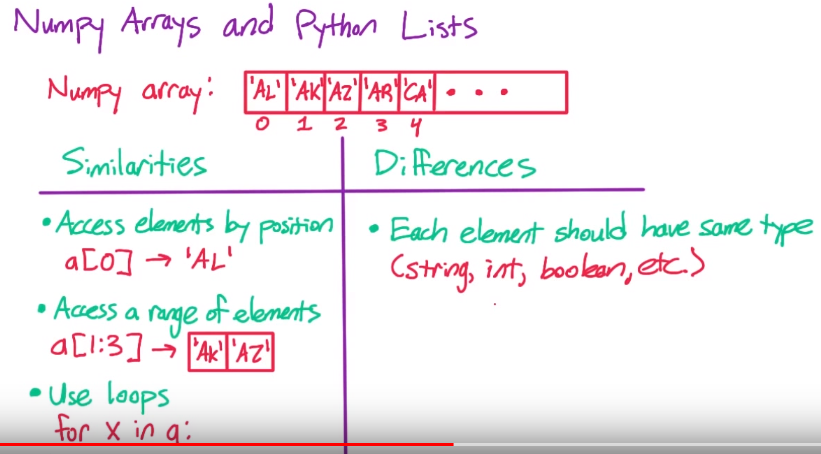 Numpy Arrays and Python Lists
Numpy array: 'AL' 'AK' 'AZ' 'AR' 'CA' • • •
0 1 2 3 4
Similarities
• Access elements by position
a[0] → 'AL'
• Access a range of elements
a[1:3] → 'AK' 'AZ'
• Use loops
for x in a:
Differences
• Each element should have same type
(string, int, boolean, etc.)